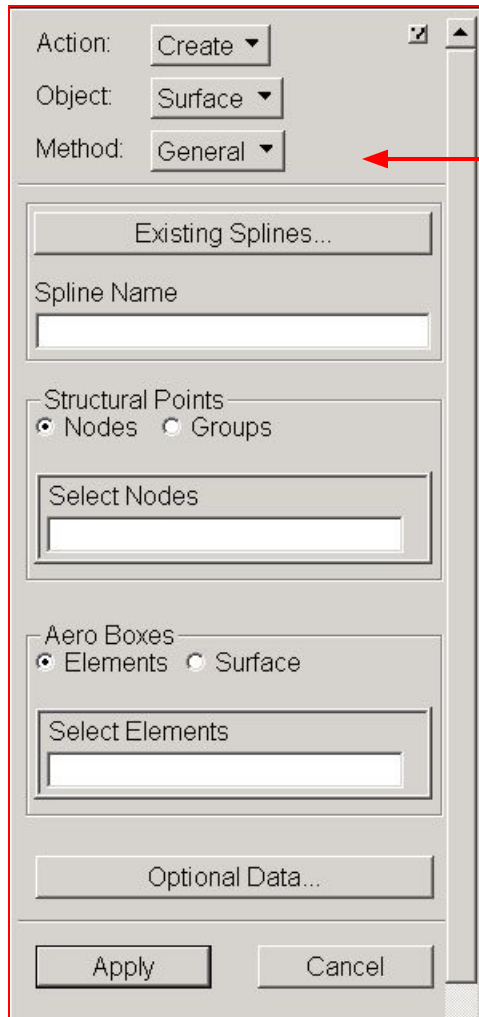 Action: Create
Object: Surface
Method: General
Existing Splines...
Spline Name
Structural Points
Nodes Groups
Select Nodes
Aero Boxes
Elements Surface
Select Elements
Optional Data...
Apply Cancel